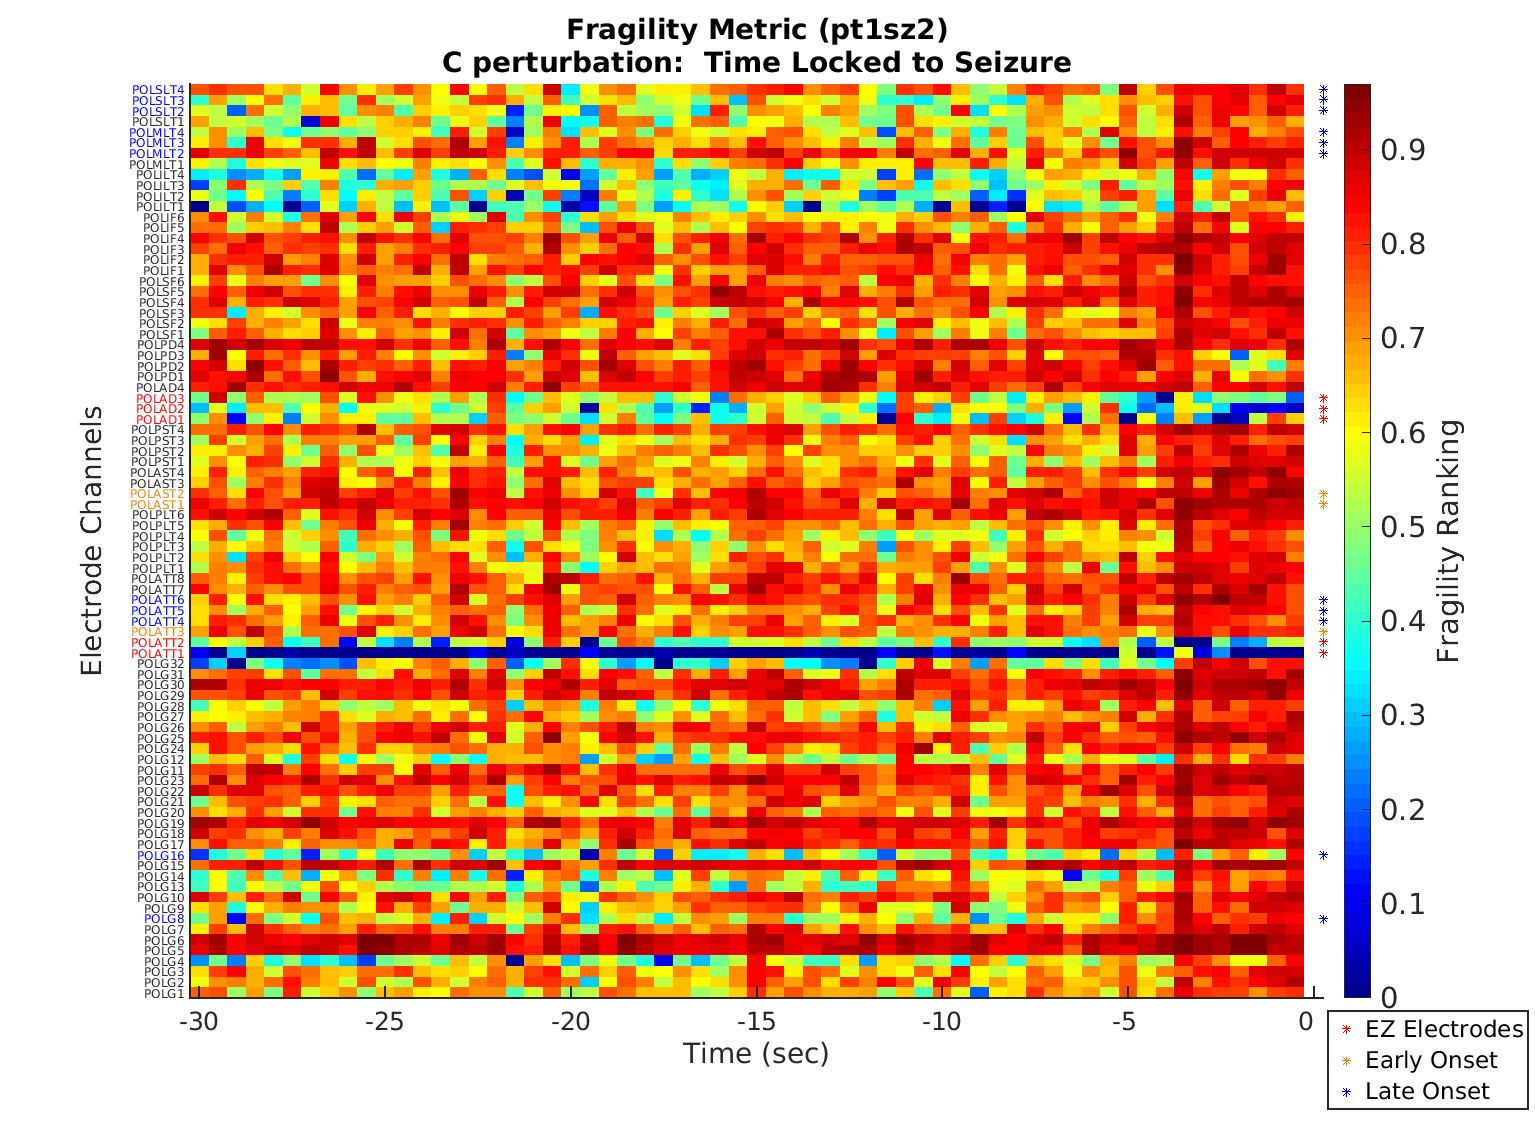 Fragility Metric (pt1sz2)
C perturbation:  Time Locked to Seizure
Electrode Channels
POLSLT4
POLSLT3
POLSLT2
POLSLT1
POLMLT4
POLMLT3
POLMLT2
POLMLT1
POLILT4
POLILT3
POLILT2
POLILT1
POLIF6
POLIF5
POLIF4
POLIF3
POLIF2
POLIF1
POLSF6
POLSF5
POLSF4
POLSF3
POLSF2
POLSF1
POLPD4
POLPD3
POLPD2
POLPD1
POLAD4
POLAD3
POLAD2
POLAD1
POLPST4
POLPST3
POLPST2
POLPST1
POLAST4
POLAST3
POLAST2
POLAST1
POLPLT6
POLPLT5
POLPLT4
POLPLT3
POLPLT2
POLPLT1
POLATT8
POLATT7
POLATT6
POLATT5
POLATT4
POLATT3
POLATT2
POLATT1
POLG32
POLG31
POLG30
POLG29
POLG28
POLG27
POLG26
POLG25
POLG24
POLG12
POLG11
POLG23
POLG22
POLG21
POLG20
POLG19
POLG18
POLG17
POLG16
POLG15
POLG14
POLG13
POLG10
POLG9
POLG8
POLG7
POLG6
POLG5
POLG4
POLG3
POLG2
POLG1
-30 -25 -20 -15 -10 -5 0
Time (sec)
0.9
0.8
0.7
0.6
0.5
0.4
0.3
0.2
0.1
0
Fragility Ranking
EZ Electrodes
Early Onset
Late Onset